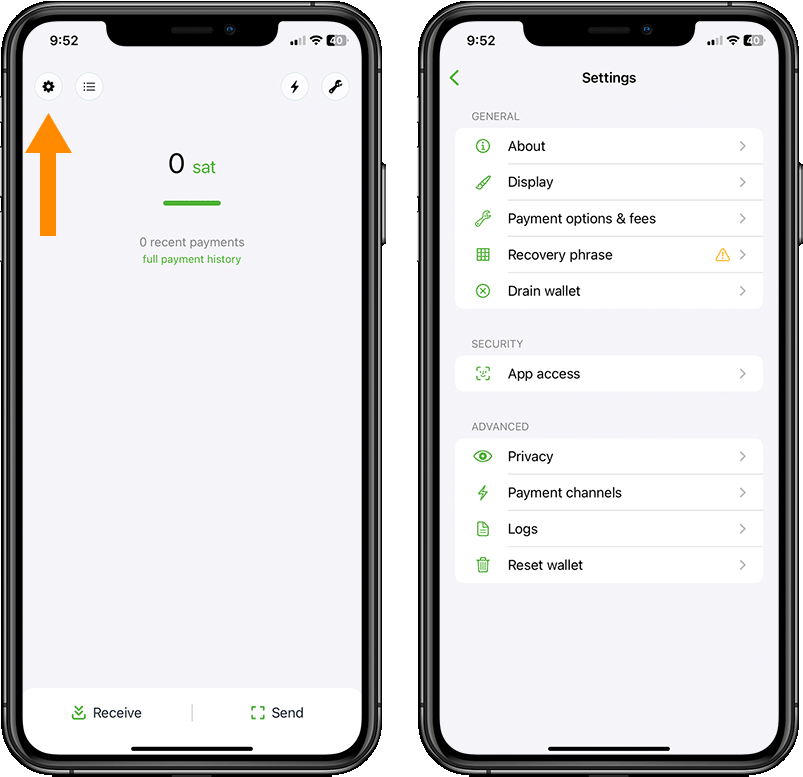 9:52
40
0 sat
0 recent payments
full payment history
Receive
Send
9:52
40
Settings
GENERAL
About
Display
Payment options & fees
Recovery phrase
Drain wallet
SECURITY
App access
ADVANCED
Privacy
Payment channels
Logs
Reset wallet